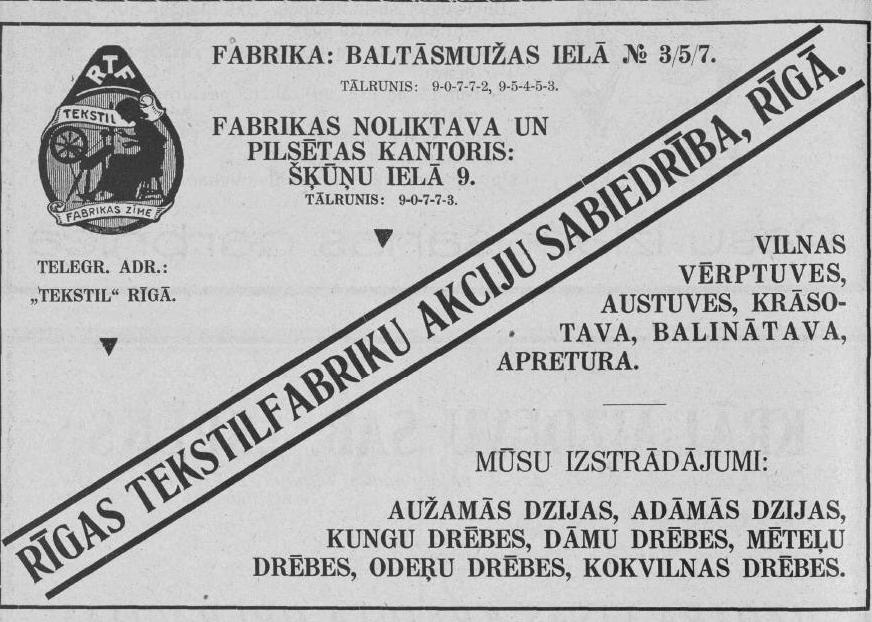 RTF
TEKSTIL
FABRIKAS ZĪME
TELEGR. ADR.:
„TEKSTIL“ RĪGĀ.
FABRIKA: BALTĀSMUIŽAS IELĀ № 3/5/7.
TĀLRUNIS: 9-0-7-7-2, 9-5-4-5-3.
FABRIKAS NOLIKTAVA UN
PILSĒTAS KANTORIS:
ŠĶŪŅU IELĀ 9.
TĀLRUNIS: 9-0-7-7-3.
RĪGAS TEKSTILFABRIKU AKCIJU SABIEDRĪBA, RĪGĀ.
VILNAS
VĒRPTUVES,
AUSTUVES, KRĀSO-
TAVA, BALINĀTAVA,
APRETURA.
MŪSU IZSTRĀDĀJUMI:
AUŽAMĀS DZIJAS, ADĀMĀS DZIJAS,
KUNGU DRĒBES, DĀMU DRĒBES, MĒTEĻU
DRĒBES, ODERU DRĒBES, KOKVILNAS DRĒBES.